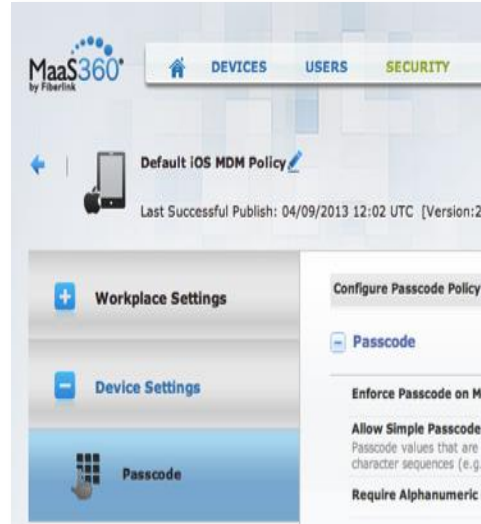 MaaS360
by Fiberlink
DEVICES USERS SECURITY
Default iOS MDM Policy
Last Successful Publish: 04/09/2013 12:02 UTC [Version:2
Workplace Settings
Device Settings
Passcode
Configure Passcode Policy
Passcode
Enforce Passcode on M
Allow Simple Passcode
Passcode values that are
character sequences (e.g.
Require Alphanumeric